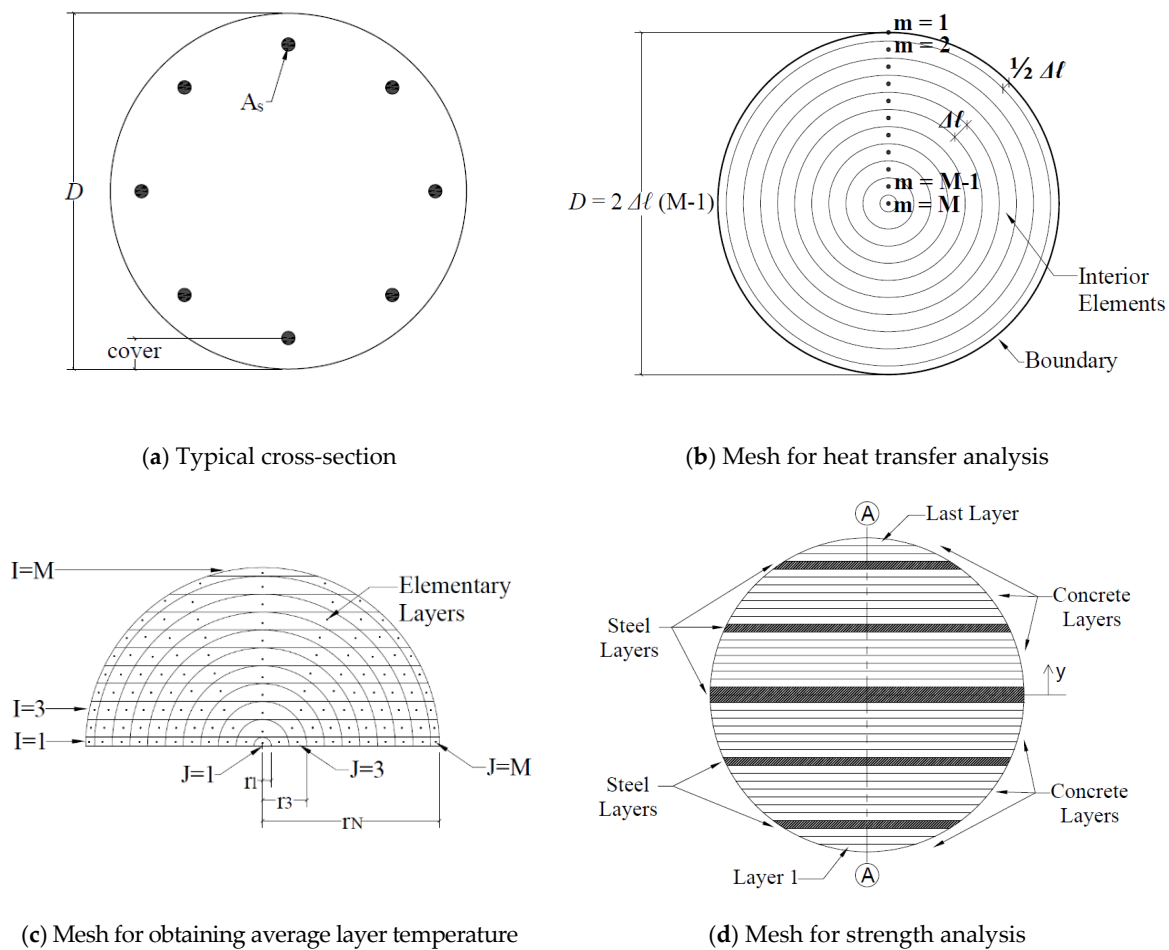 A_s
D
cover
(a) Typical cross-section
m = 1
m = 2
½ Δℓ
Δℓ
m = M-1
m = M
D = 2 Δℓ (M-1)
Interior
Elements
Boundary
(b) Mesh for heat transfer analysis
I=M
Elementary
Layers
I=3
I=1
J=1
J=3
J=M
r₁
r₃
r_N
(c) Mesh for obtaining average layer temperature
A
Last Layer
Concrete
Layers
Steel
Layers
y
Steel
Layers
Concrete
Layers
Layer 1
A
(d) Mesh for strength analysis